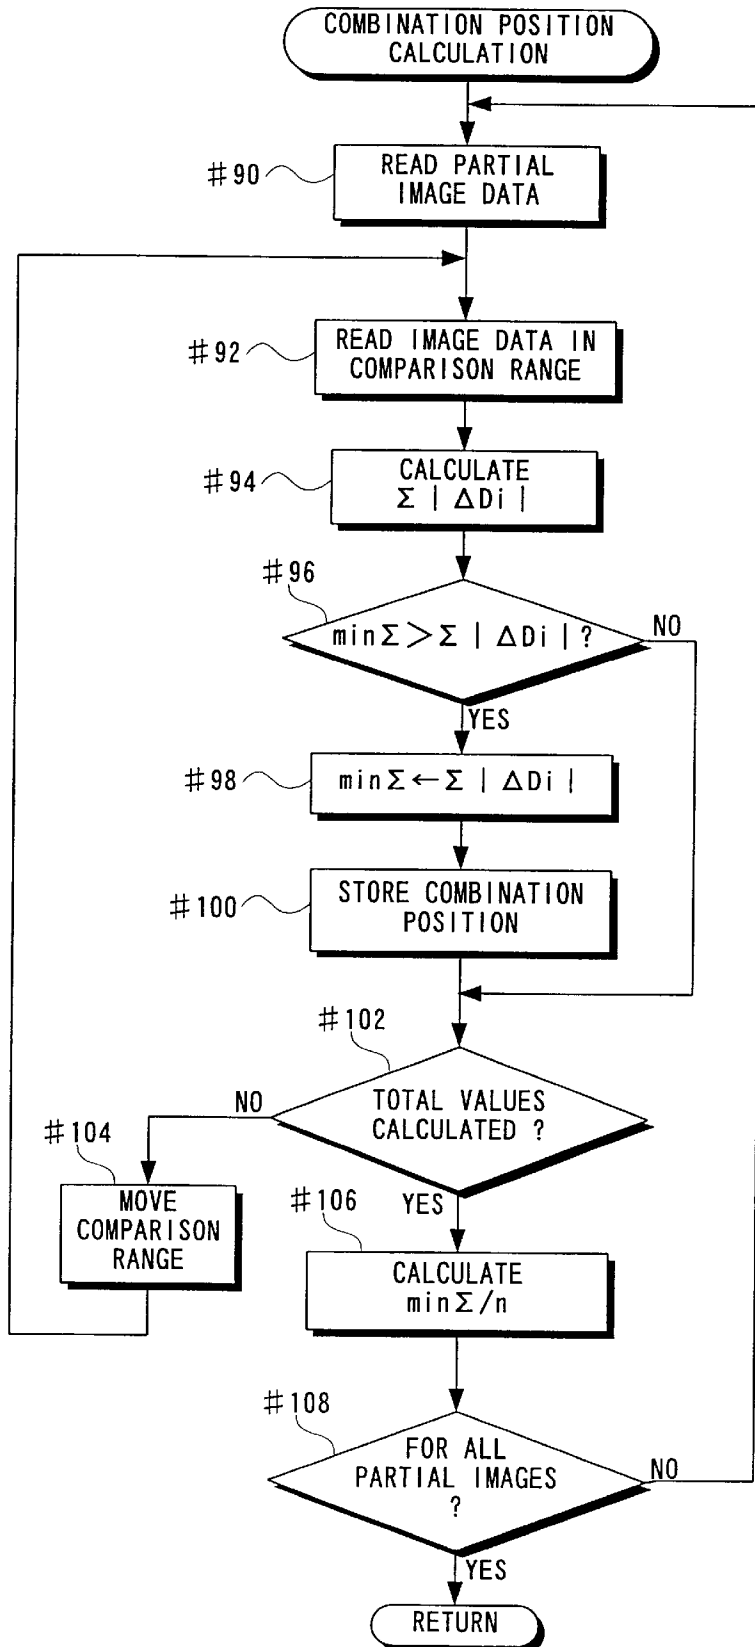 COMBINATION POSITION
CALCULATION
#90
READ PARTIAL
IMAGE DATA
#92
READ IMAGE DATA IN
COMPARISON RANGE
#94
CALCULATE
Σ | ΔDi |
#96
minΣ>Σ | ΔDi | ?
NO
YES
#98
minΣ←Σ | ΔDi |
#100
STORE COMBINATION
POSITION
#102
TOTAL VALUES
CALCULATED ?
NO
#104
MOVE
COMPARISON
RANGE
YES
#106
CALCULATE
minΣ/n
#108
FOR ALL
PARTIAL IMAGES
?
NO
YES
RETURN